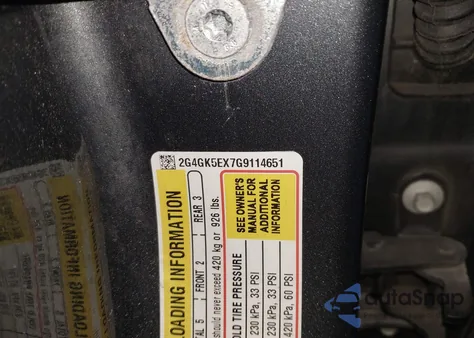 2G4GK5EX7G9114651
LOADING INFORMATION
TAL 5 | FRONT 2 | REAR 3
should never exceed 420 kg or 926 lbs.
OLD TIRE PRESSURE
230 kPa, 33 PSI
230 kPa, 33 PSI
420 kPa, 60 PSI
SEE OWNER'S
MANUAL FOR
ADDITIONAL
INFORMATION
autoSnap